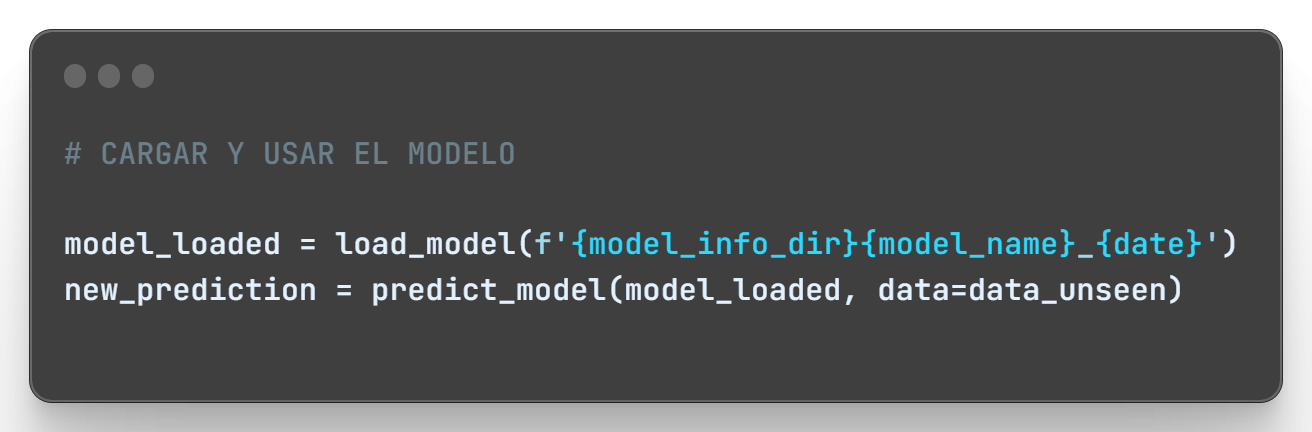 # CARGAR Y USAR EL MODELO
model_loaded = load_model(f'{model_info_dir}{model_name}_{date}')
new_prediction = predict_model(model_loaded, data=data_unseen)